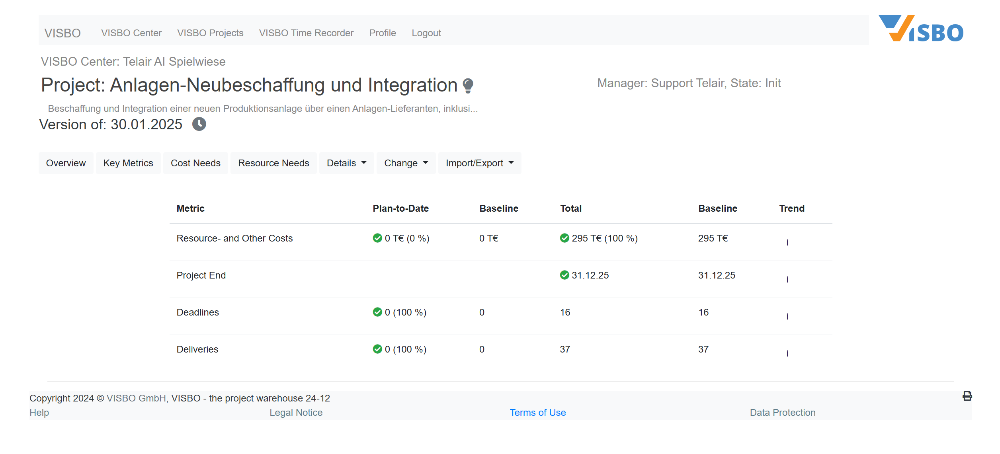 VISBO VISBO Center VISBO Projects VISBO Time Recorder Profile Logout
VISBO
VISBO Center: Telair AI Spielwiese
Project: Anlagen-Neubeschaffung und Integration
Manager: Support Telair, State: Init
Beschaffung und Integration einer neuen Produktionsanlage über einen Anlagen-Lieferanten, inklusi...
Version of: 30.01.2025
Overview Key Metrics Cost Needs Resource Needs Details Change Import/Export
Metric Plan-to-Date Baseline Total Baseline Trend
Resource- and Other Costs 0 T€ (0 %) 0 T€ 295 T€ (100 %) 295 T€ i
Project End 31.12.25 31.12.25 i
Deadlines 0 (100 %) 0 16 16 i
Deliveries 0 (100 %) 0 37 37 i
Copyright 2024 © VISBO GmbH, VISBO - the project warehouse 24-12
Help Legal Notice Terms of Use Data Protection